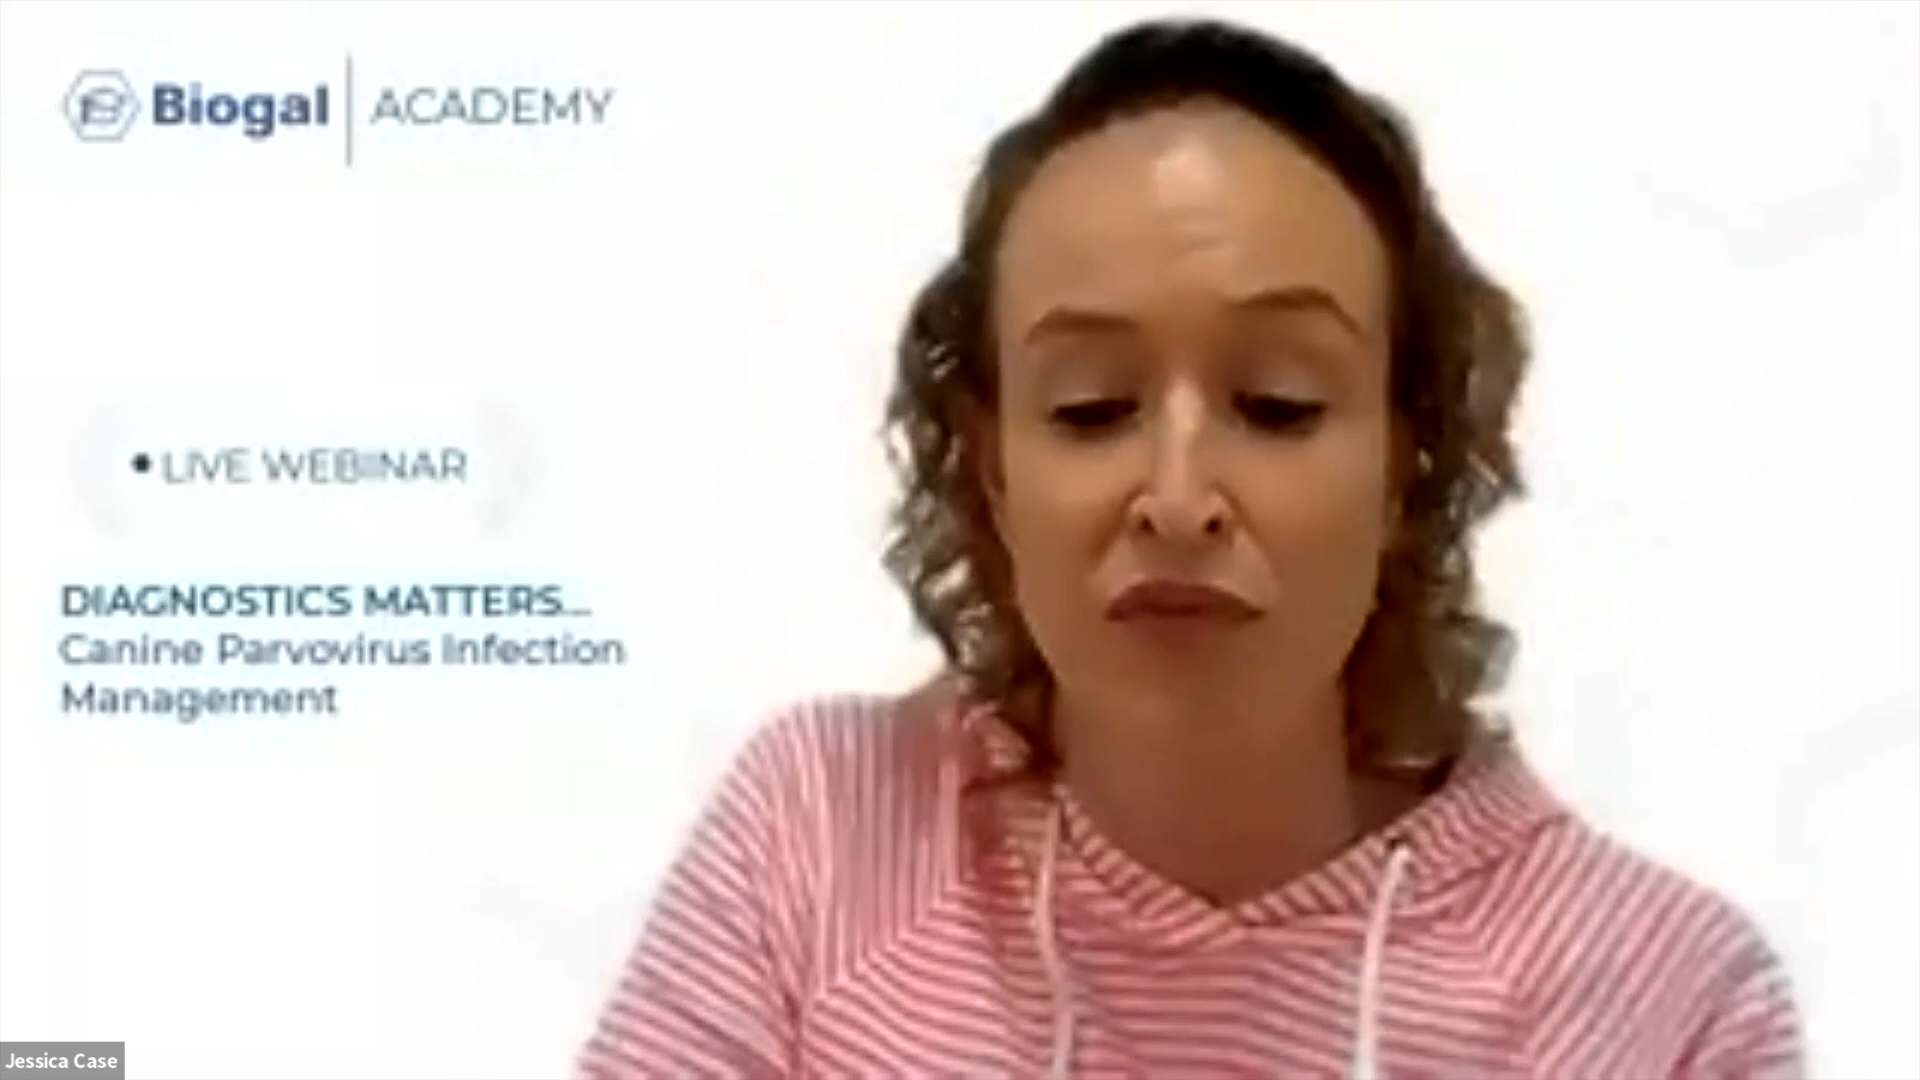 Biogal | ACADEMY
• LIVE WEBINAR
DIAGNOSTICS MATTERS...
Canine Parvovirus Infection
Management
Jessica Case